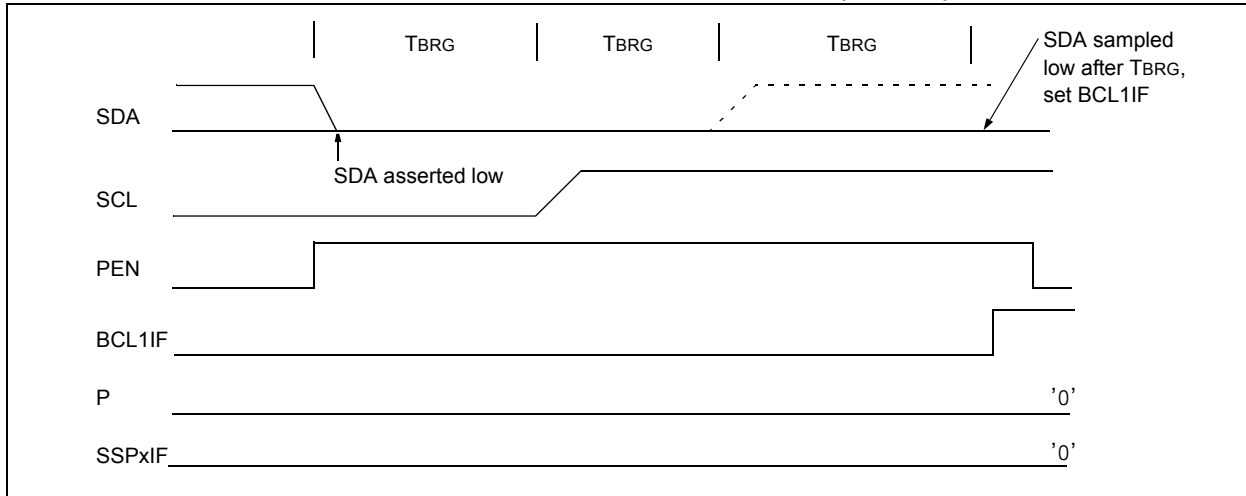 TBRG TBRG TBRG
SDA sampled
low after TBRG,
set BCL1IF
SDA
SDA asserted low
SCL
PEN
BCL1IF
P '0'
SSPxIF '0'